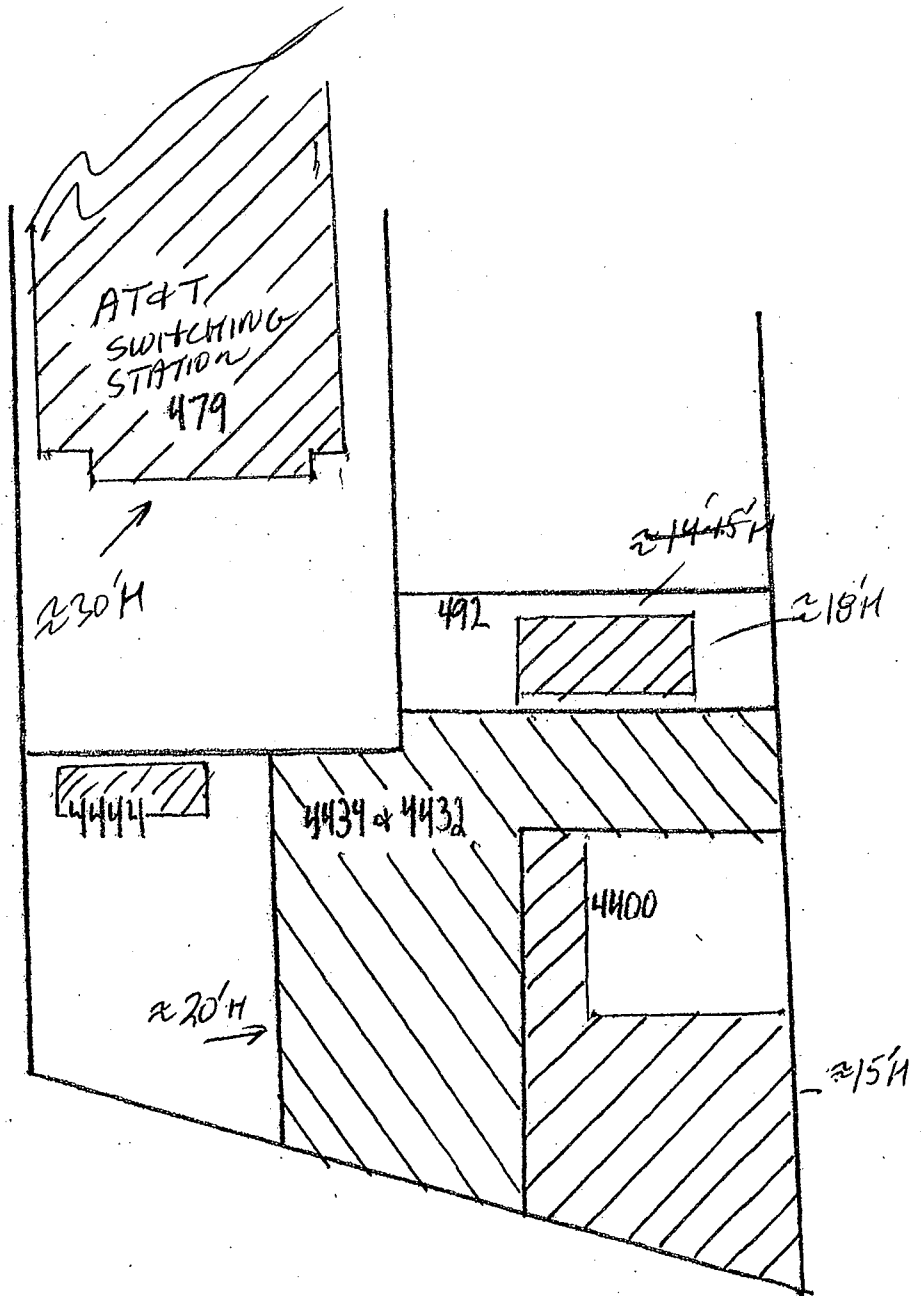 AT&T
SWITCHING
STATION
479
≈30'H
≈14'-15'H
492
≈18'H
4444
4434 & 4432
4400
≈20'H
≈15'H